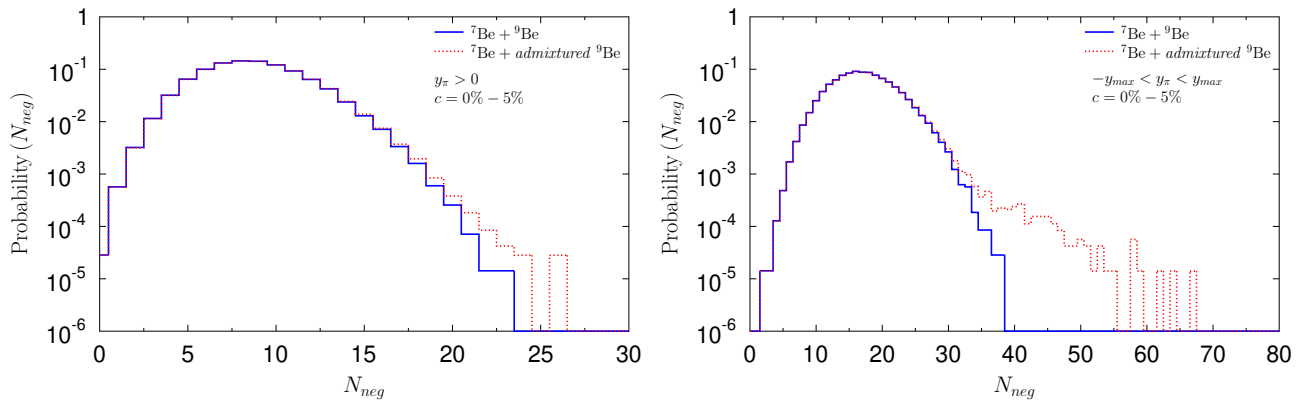 1
10⁻¹
10⁻²
10⁻³
10⁻⁴
10⁻⁵
10⁻⁶
0 5 10 15 20 25 30
Probability (N_neg)
N_neg
⁷Be + ⁹Be
⁷Be + admixtured ⁹Be
y_π > 0
c = 0% − 5%
1
10⁻¹
10⁻²
10⁻³
10⁻⁴
10⁻⁵
10⁻⁶
0 10 20 30 40 50 60 70 80
Probability (N_neg)
N_neg
⁷Be + ⁹Be
⁷Be + admixtured ⁹Be
−y_max < y_π < y_max
c = 0% − 5%